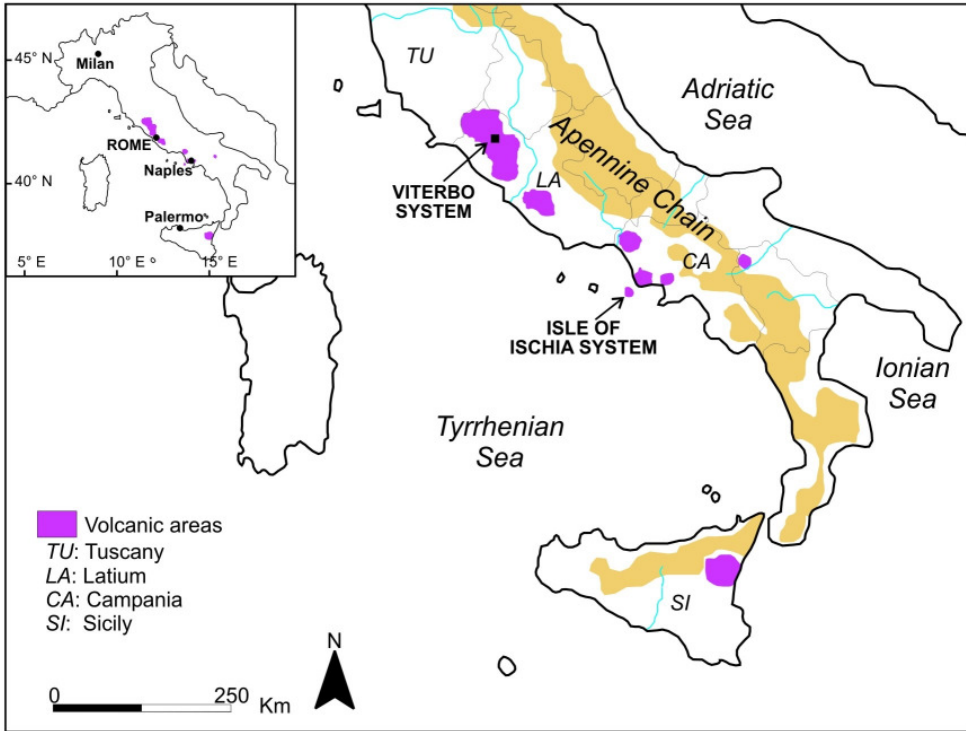 45° N
Milan
ROME
Naples
40° N
Palermo
5° E
10° E
15° E
TU
Adriatic
Sea
Apennine Chain
VITERBO
SYSTEM
LA
CA
ISLE OF
ISCHIA SYSTEM
Ionian
Sea
Tyrrhenian
Sea
Volcanic areas
TU: Tuscany
LA: Latium
CA: Campania
SI: Sicily
SI
N
0
250
Km